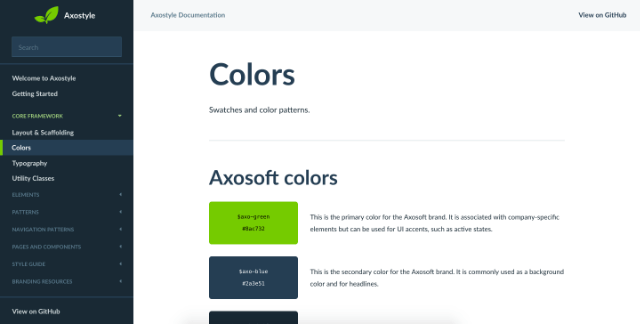 Axostyle
Search
Welcome to Axostyle
Getting Started
CORE FRAMEWORK
Layout & Scaffolding
Colors
Typography
Utility Classes
ELEMENTS +
PATTERNS +
NAVIGATION PATTERNS +
PAGES AND COMPONENTS +
STYLE GUIDE +
BRANDING RESOURCES +
View on GitHub
Axostyle Documentation
View on GitHub
Colors
Swatches and color patterns.
Axosoft colors
$axo-green
#8ac732
This is the primary color for the Axosoft brand. It is associated with company-specific
elements but can be used for UI accents, such as active states.
$axo-blue
#2a3e51
This is the secondary color for the Axosoft brand. It is commonly used as a background
color and for headlines.